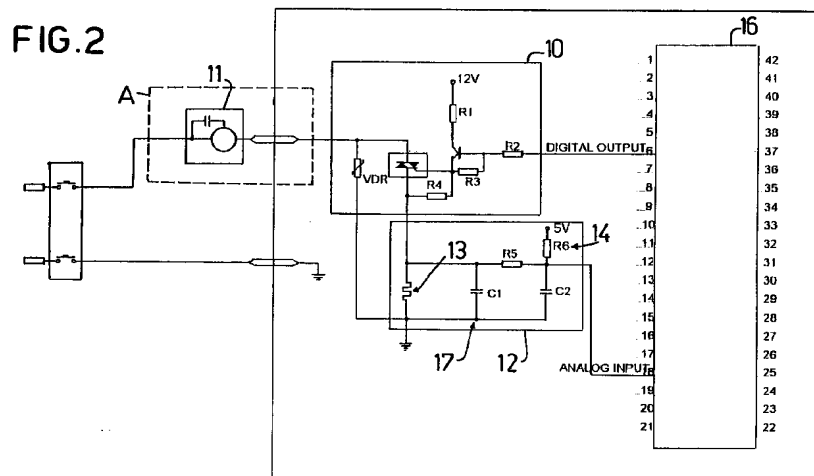 FIG.2
10
16
11
A
12V
R1
VDR
R4
R3
R2
DIGITAL OUTPUT
5V
R6
14
13
R5
C1
C2
17
12
ANALOG INPUT
1 42
2 41
3 40
4 39
5 38
6 37
7 36
8 35
9 34
10 33
11 32
12 31
13 30
14 29
15 28
16 27
17 26
18 25
19 24
20 23
21 22